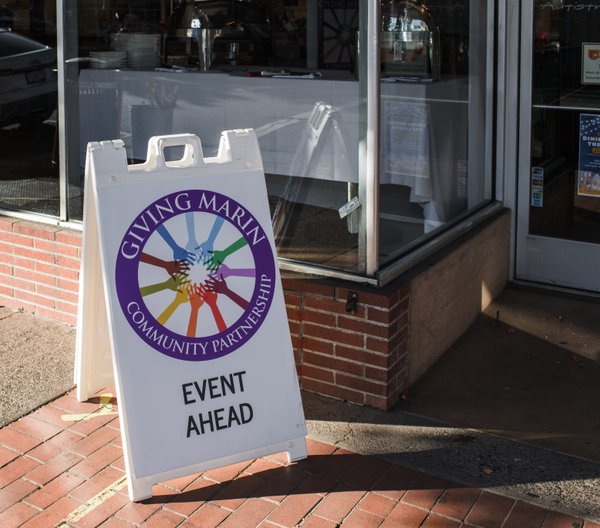 GIVING MARIN
COMMUNITY PARTNERSHIP
EVENT
AHEAD